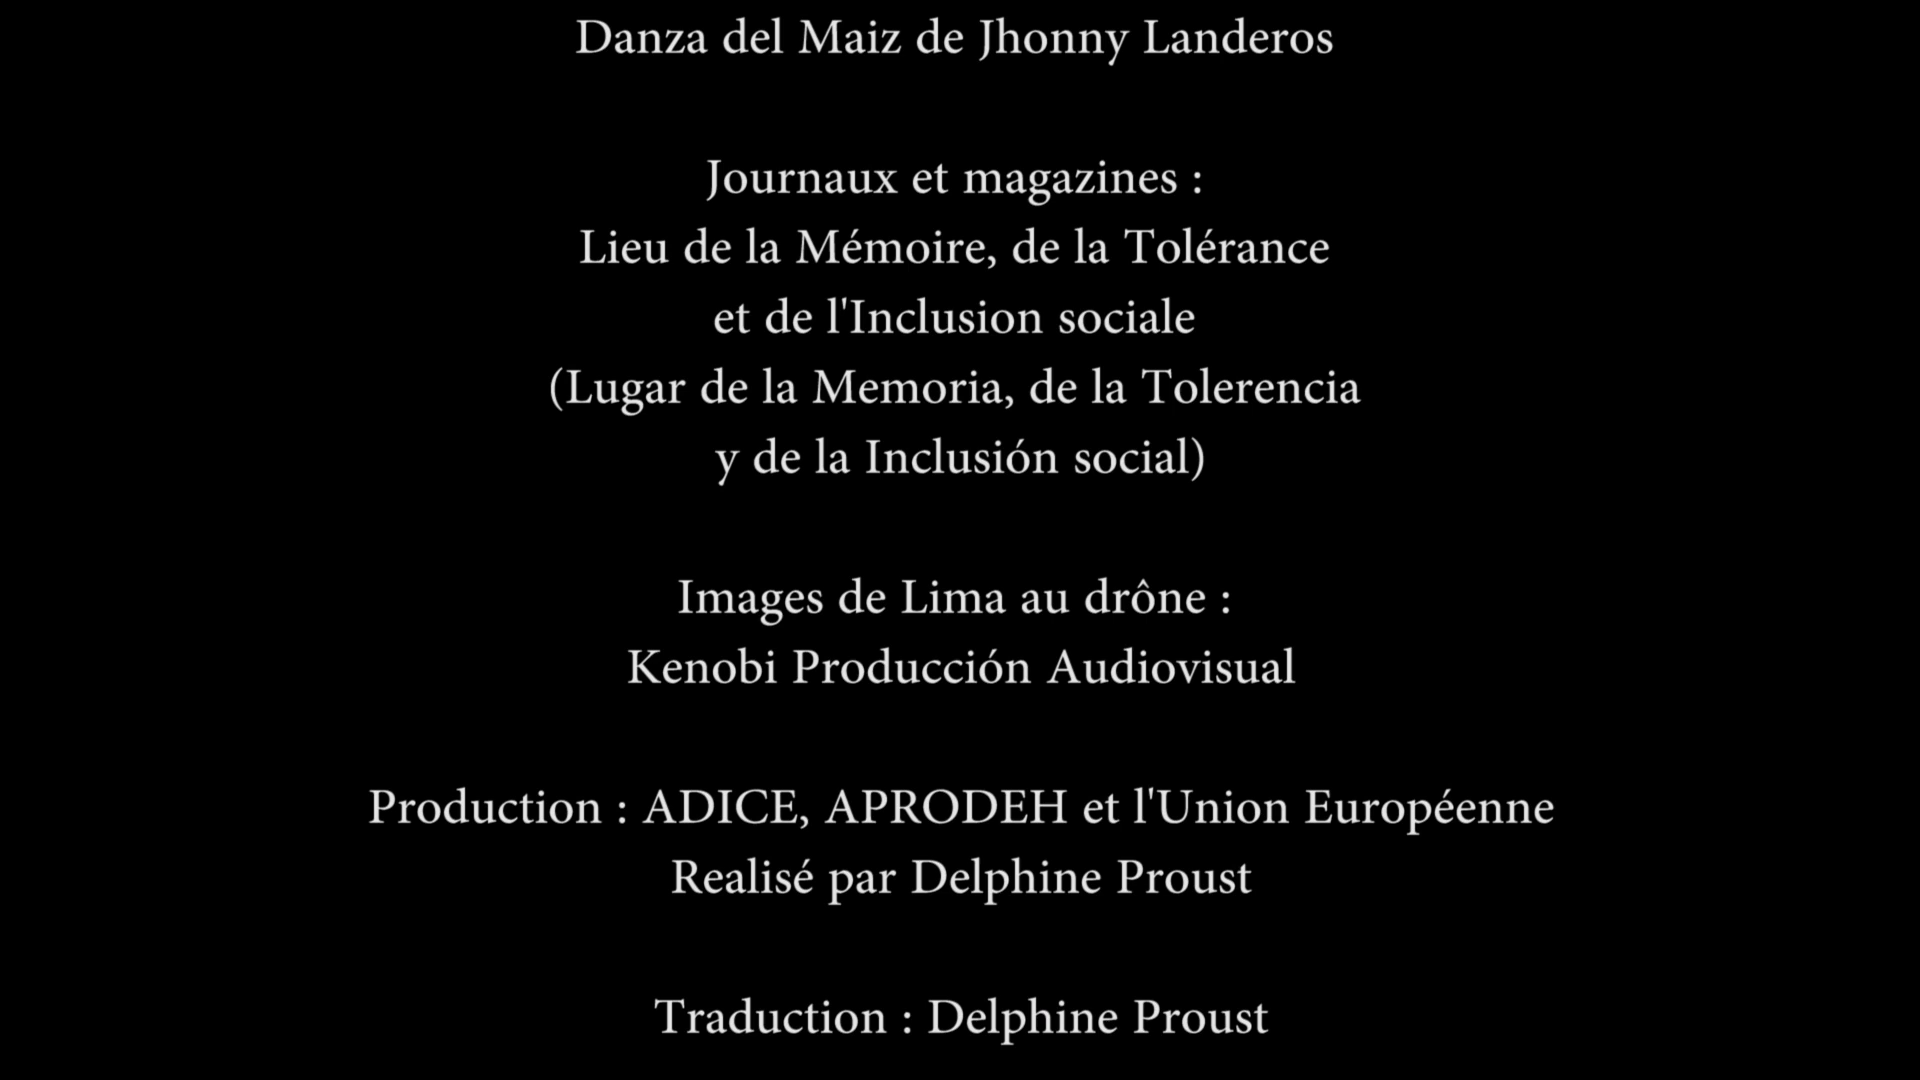 Danza del Maiz de Jhonny Landeros
Journaux et magazines :
Lieu de la Mémoire, de la Tolérance
et de l'Inclusion sociale
(Lugar de la Memoria, de la Tolerencia
y de la Inclusión social)
Images de Lima au drône :
Kenobi Producción Audiovisual
Production : ADICE, APRODEH et l'Union Européenne
Realisé par Delphine Proust
Traduction : Delphine Proust